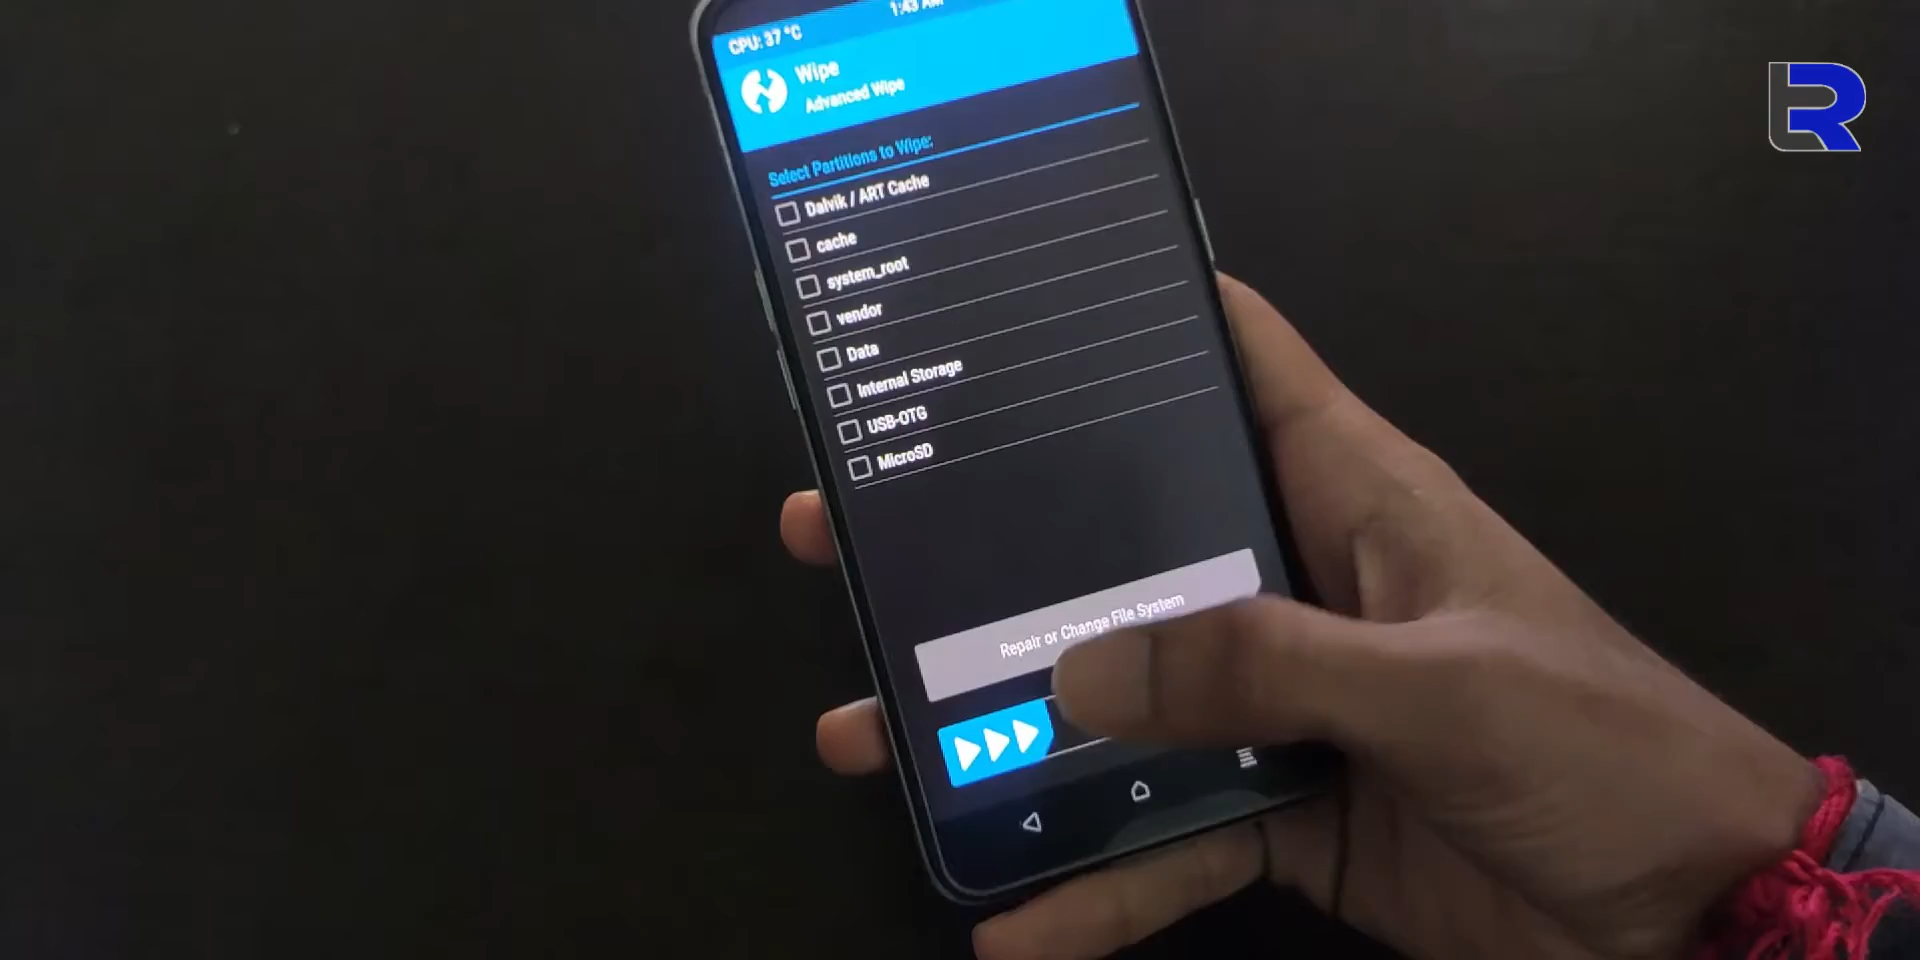 1:43 AM
CPU: 37 °C
Wipe
Advanced Wipe
Select Partitions to Wipe:
Dalvik / ART Cache
cache
system_root
vendor
Data
Internal Storage
USB-OTG
MicroSD
Repair or Change File System